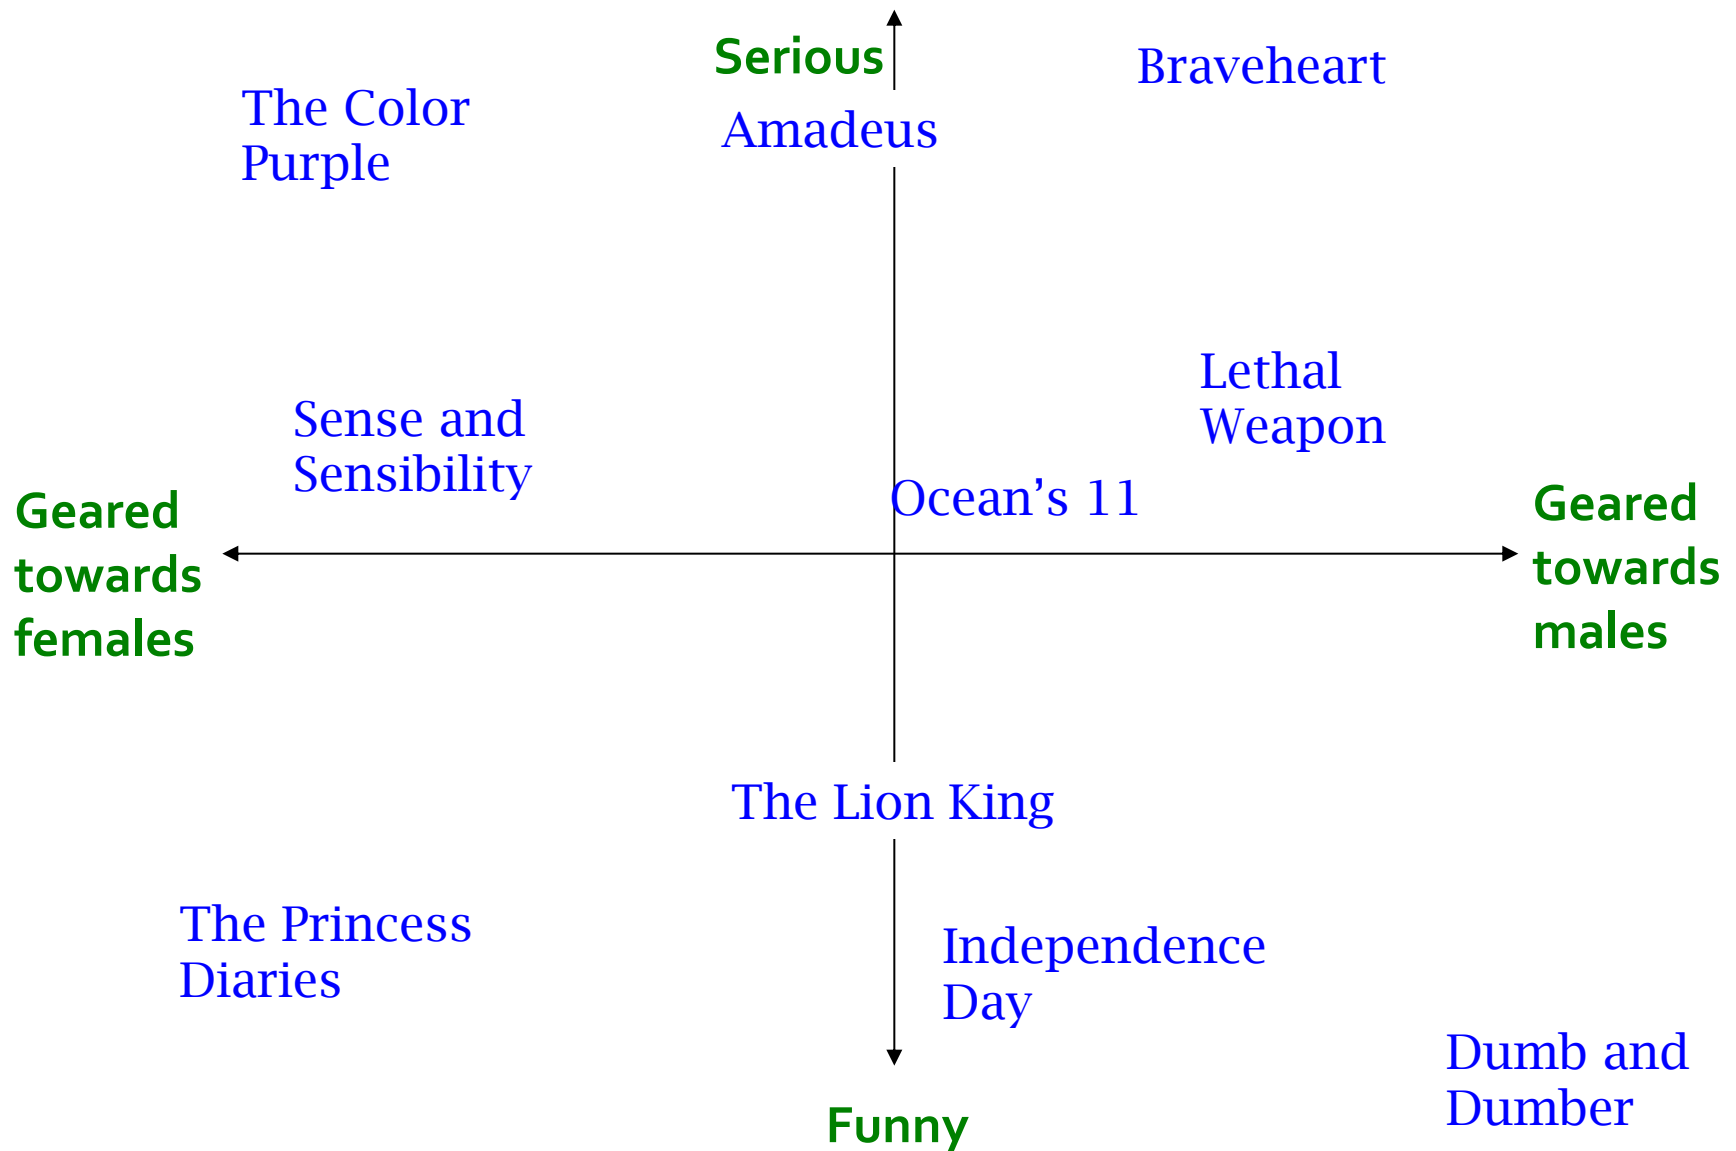 Serious
Braveheart
The Color
Purple
Amadeus
Lethal
Weapon
Sense and
Sensibility
Ocean’s 11
Geared
towards
females
Geared
towards
males
The Lion King
The Princess
Diaries
Independence
Day
Dumb and
Dumber
Funny